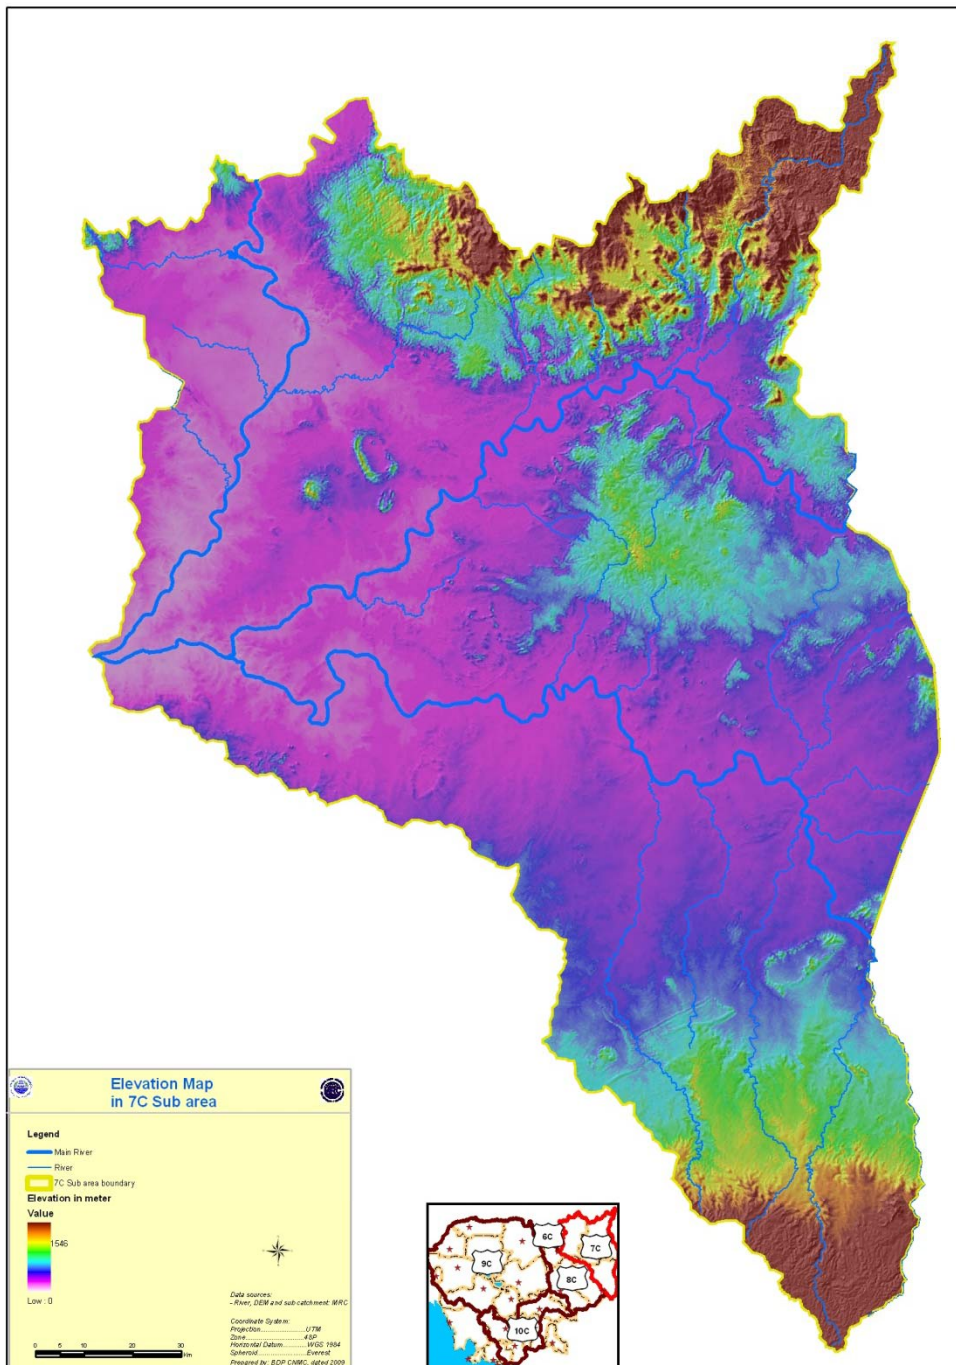 Elevation Map
in 7C Sub area
Legend
Main River
River
7C Sub area boundary
Elevation in meter
Value
1546
Low : 0
0 5 10 20 30
Km
Data sources:
- River, DEM and subcatchment: MRC
Coordinate System:
Projection....................UTM
Zone........................48P
Horizontal Datum...........WGS 1984
Spheroid....................Everest
Prepared by: BDP CNMC, dated 2009
6C
7C
9C
8C
10C